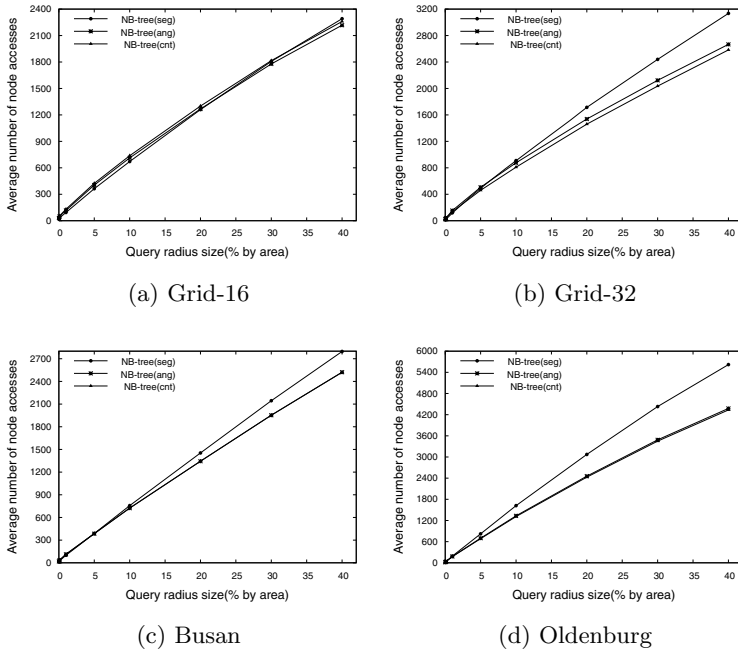 Average number of node accesses
2400
2100
1800
1500
1200
900
600
300
0
NB-tree(seg)
NB-tree(ang)
NB-tree(cnt)
0 5 10 15 20 25 30 35 40
Query radius size(% by area)
(a) Grid-16
Average number of node accesses
3200
2800
2400
2000
1600
1200
800
400
0
NB-tree(seg)
NB-tree(ang)
NB-tree(cnt)
0 5 10 15 20 25 30 35 40
Query radius size(% by area)
(b) Grid-32
Average number of node accesses
2700
2400
2100
1800
1500
1200
900
600
300
0
NB-tree(seg)
NB-tree(ang)
NB-tree(cnt)
0 5 10 15 20 25 30 35 40
Query radius size(% by area)
(c) Busan
Average number of node accesses
6000
5400
4800
4200
3600
3000
2400
1800
1200
600
0
NB-tree(seg)
NB-tree(ang)
NB-tree(cnt)
0 5 10 15 20 25 30 35 40
Query radius size(% by area)
(d) Oldenburg